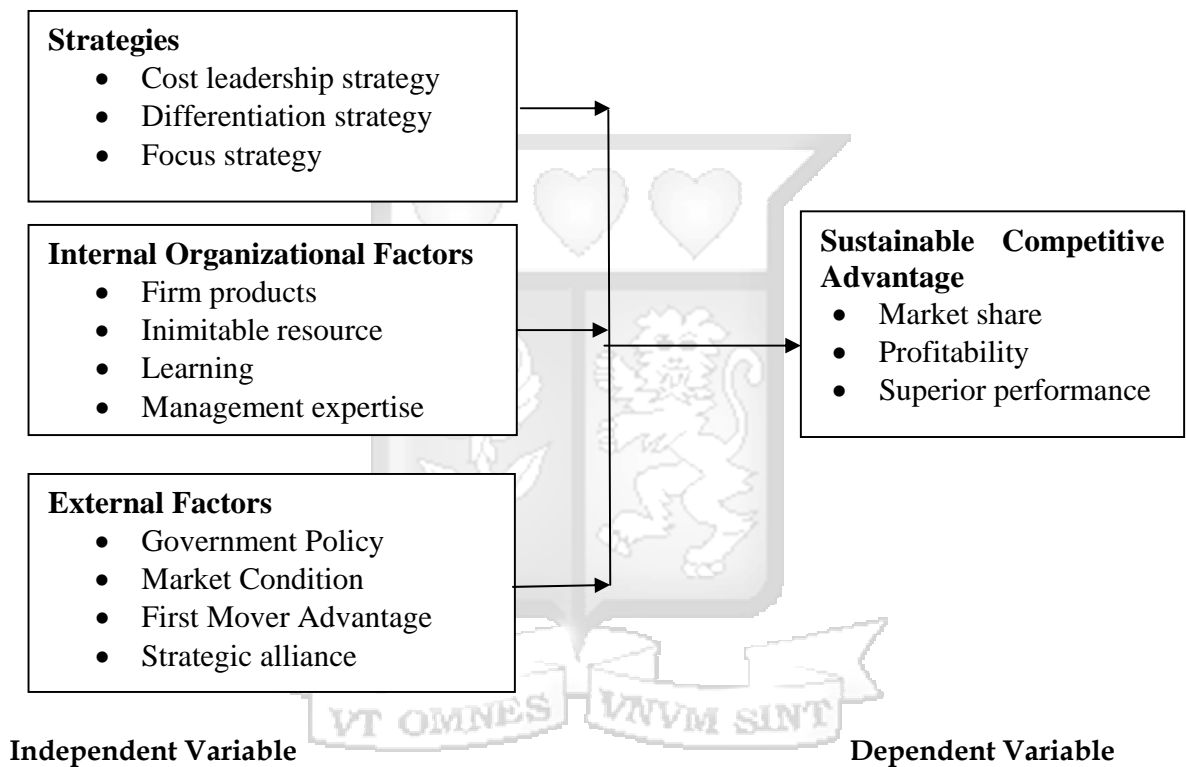 Strategies
• Cost leadership strategy
• Differentiation strategy
• Focus strategy
Internal Organizational Factors
• Firm products
• Inimitable resource
• Learning
• Management expertise
External Factors
• Government Policy
• Market Condition
• First Mover Advantage
• Strategic alliance
Sustainable Competitive
Advantage
• Market share
• Profitability
• Superior performance
VT OMNES VNVM SINT
Independent Variable
Dependent Variable